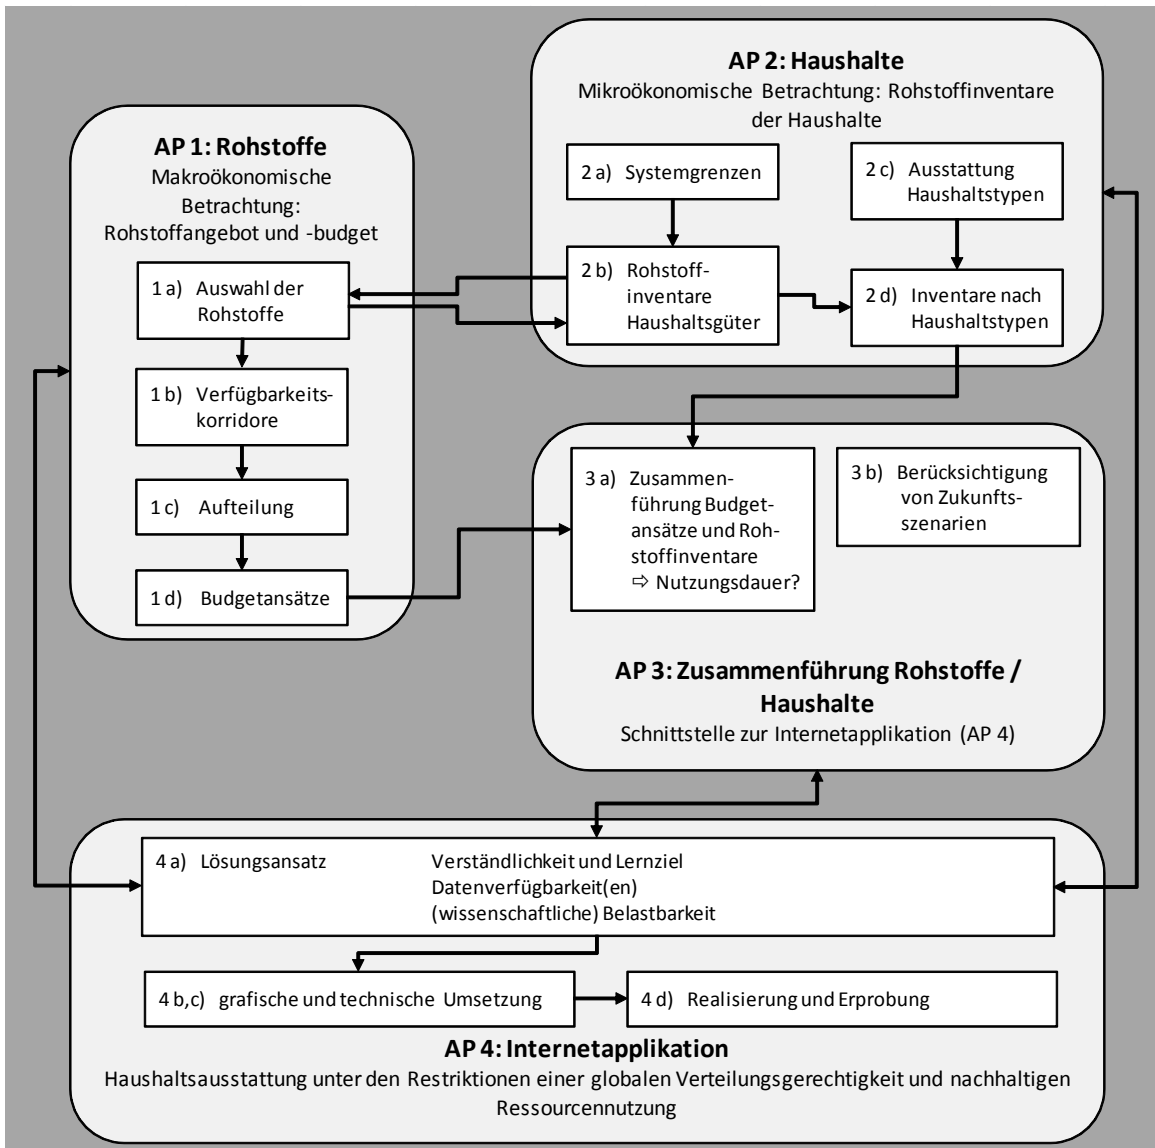 AP 2: Haushalte
Mikroökonomische Betrachtung: Rohstoffinventare
der Haushalte
2 a) Systemgrenzen
2 c) Ausstattung
Haushaltstypen
2 b) Rohstoff-
inventare
Haushaltsgüter
2 d) Inventare nach
Haushaltstypen
AP 1: Rohstoffe
Makroökonomische
Betrachtung:
Rohstoffangebot und -budget
1 a) Auswahl der
Rohstoffe
1 b) Verfügbarkeits-
korridore
1 c) Aufteilung
1 d) Budgetansätze
3 a) Zusammen-
führung Budget-
ansätze und Roh-
stoffinventare
⇨ Nutzungsdauer?
3 b) Berücksichtigung
von Zukunfts-
szenarien
AP 3: Zusammenführung Rohstoffe /
Haushalte
Schnittstelle zur Internetapplikation (AP 4)
4 a) Lösungsansatz
Verständlichkeit und Lernziel
Datenverfügbarkeit(en)
(wissenschaftliche) Belastbarkeit
4 b,c) grafische und technische Umsetzung
4 d) Realisierung und Erprobung
AP 4: Internetapplikation
Haushaltsausstattung unter den Restriktionen einer globalen Verteilungsgerechtigkeit und nachhaltigen
Ressourcennutzung